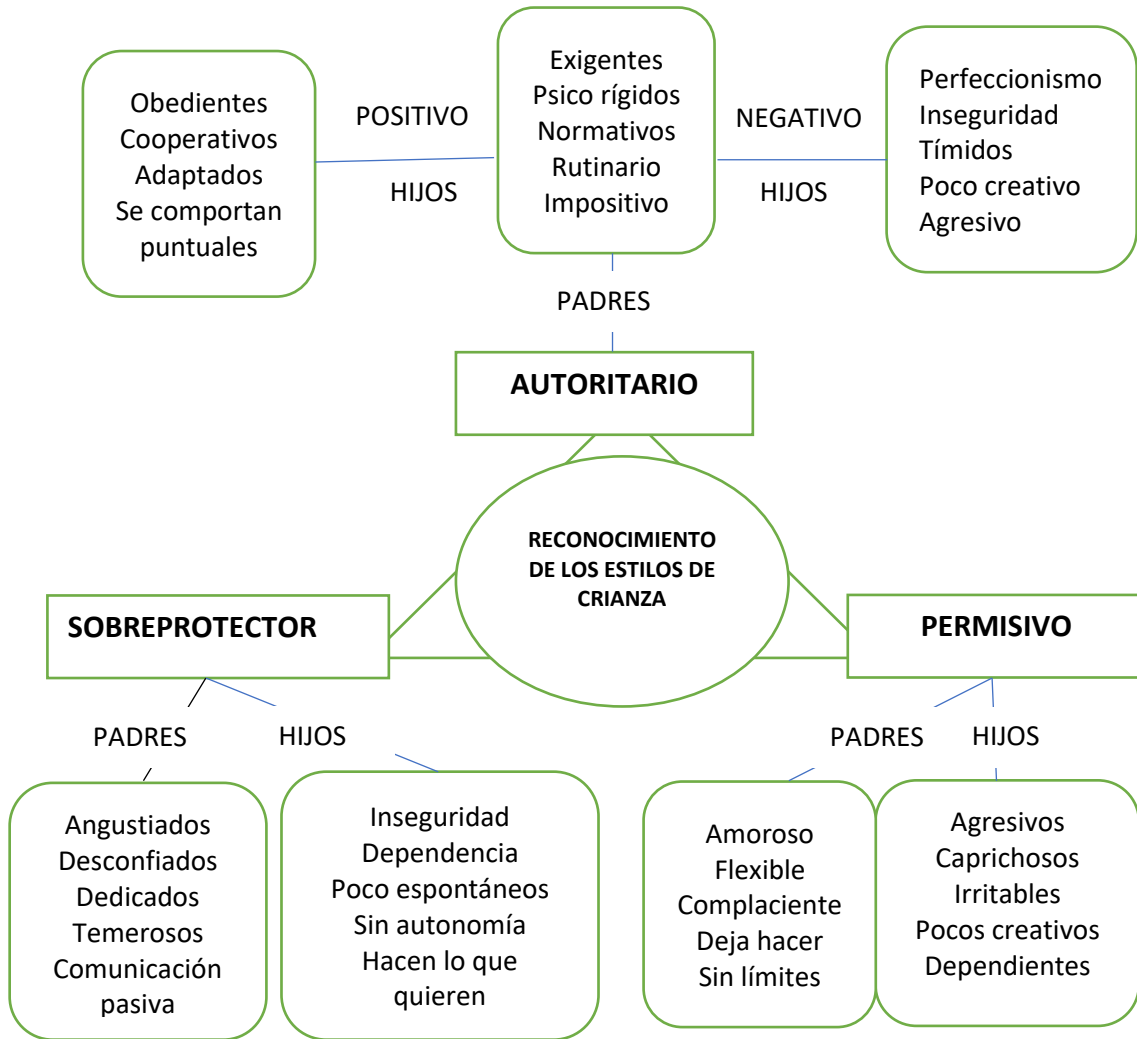 Obedientes
Cooperativos
Adaptados
Se comportan
puntuales
POSITIVO
HIJOS
Exigentes
Psico rígidos
Normativos
Rutinario
Impositivo
NEGATIVO
HIJOS
Perfeccionismo
Inseguridad
Tímidos
Poco creativo
Agresivo
PADRES
AUTORITARIO
RECONOCIMIENTO
DE LOS ESTILOS DE
CRIANZA
SOBREPROTECTOR
PERMISIVO
PADRES
HIJOS
PADRES
HIJOS
Angustiados
Desconfiados
Dedicados
Temerosos
Comunicación
pasiva
Inseguridad
Dependencia
Poco espontáneos
Sin autonomía
Hacen lo que
quieren
Amoroso
Flexible
Complaciente
Deja hacer
Sin límites
Agresivos
Caprichosos
Irritables
Pocos creativos
Dependientes